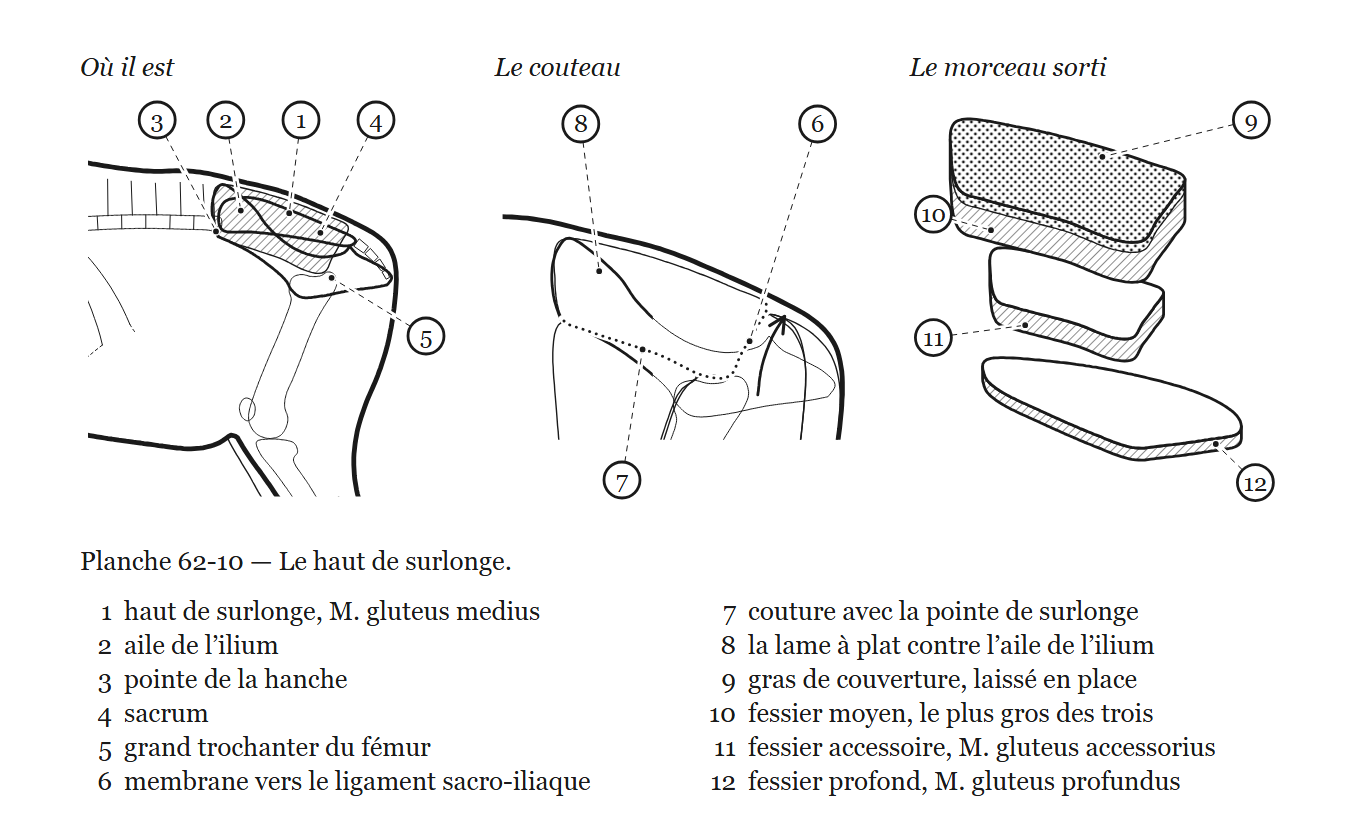 Où il est
Le couteau
Le morceau sorti
3 2 1 4
8
6
9
10
5
11
7
12
Planche 62-10 — Le haut de surlonge.
1 haut de surlonge, M. gluteus medius
2 aile de l’ilium
3 pointe de la hanche
4 sacrum
5 grand trochanter du fémur
6 membrane vers le ligament sacro-iliaque
7 couture avec la pointe de surlonge
8 la lame à plat contre l’aile de l’ilium
9 gras de couverture, laissé en place
10 fessier moyen, le plus gros des trois
11 fessier accessoire, M. gluteus accessorius
12 fessier profond, M. gluteus profundus